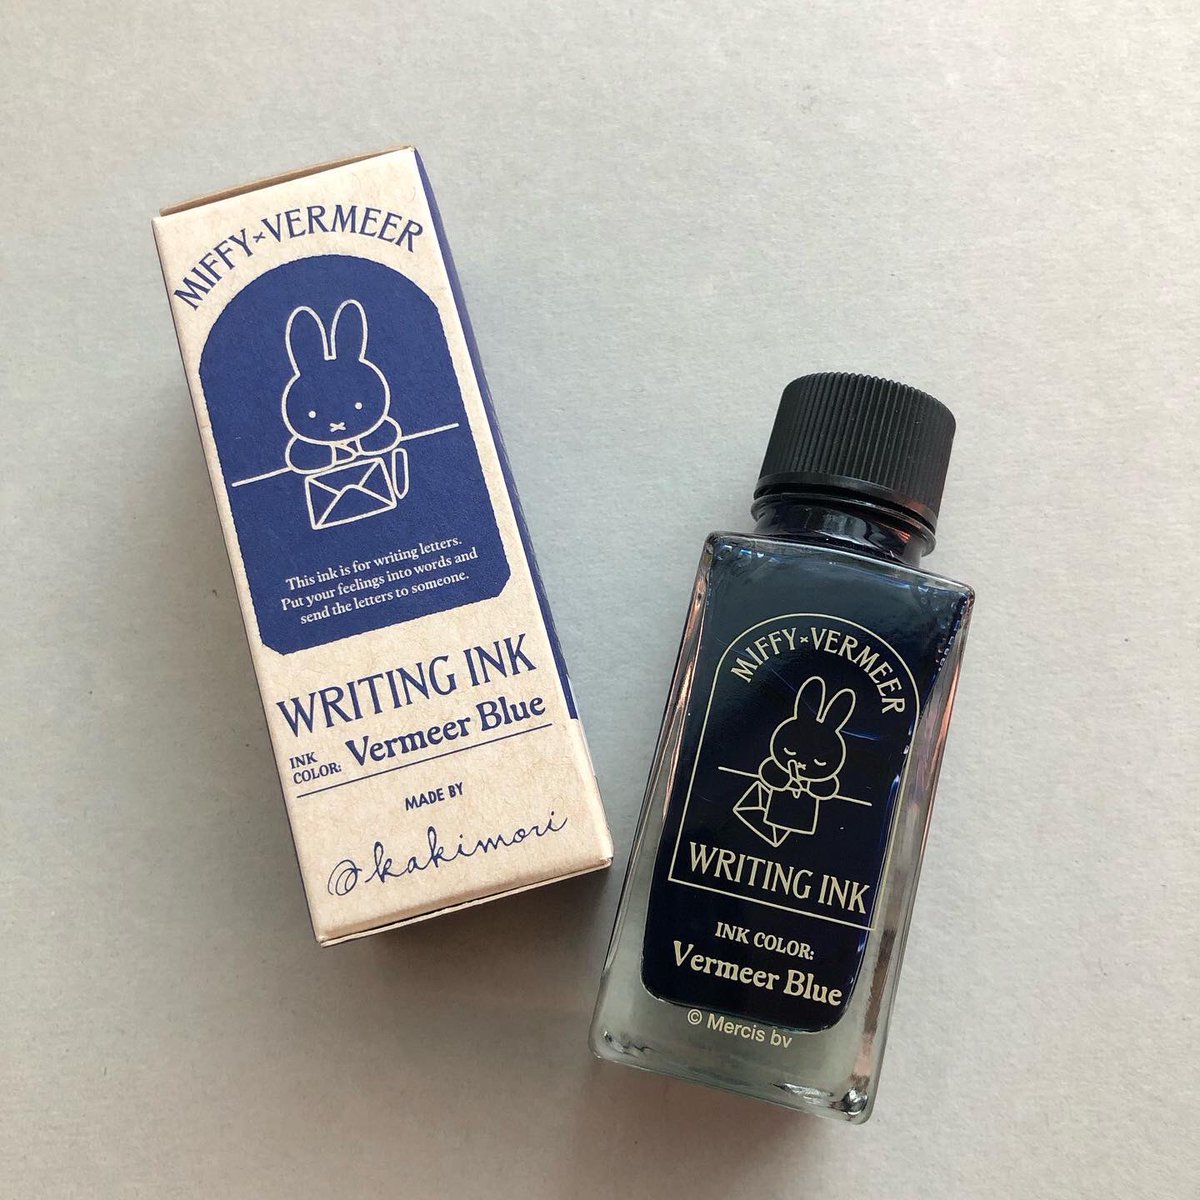 MIFFY×VERMEER
This ink is for writing letters.
Put your feelings into words and
send the letters to someone.
WRITING INK
INK
COLOR: Vermeer Blue
MADE BY
kakimori
MIFFY×VERMEER
WRITING INK
INK COLOR:
Vermeer Blue
© Mercis bv